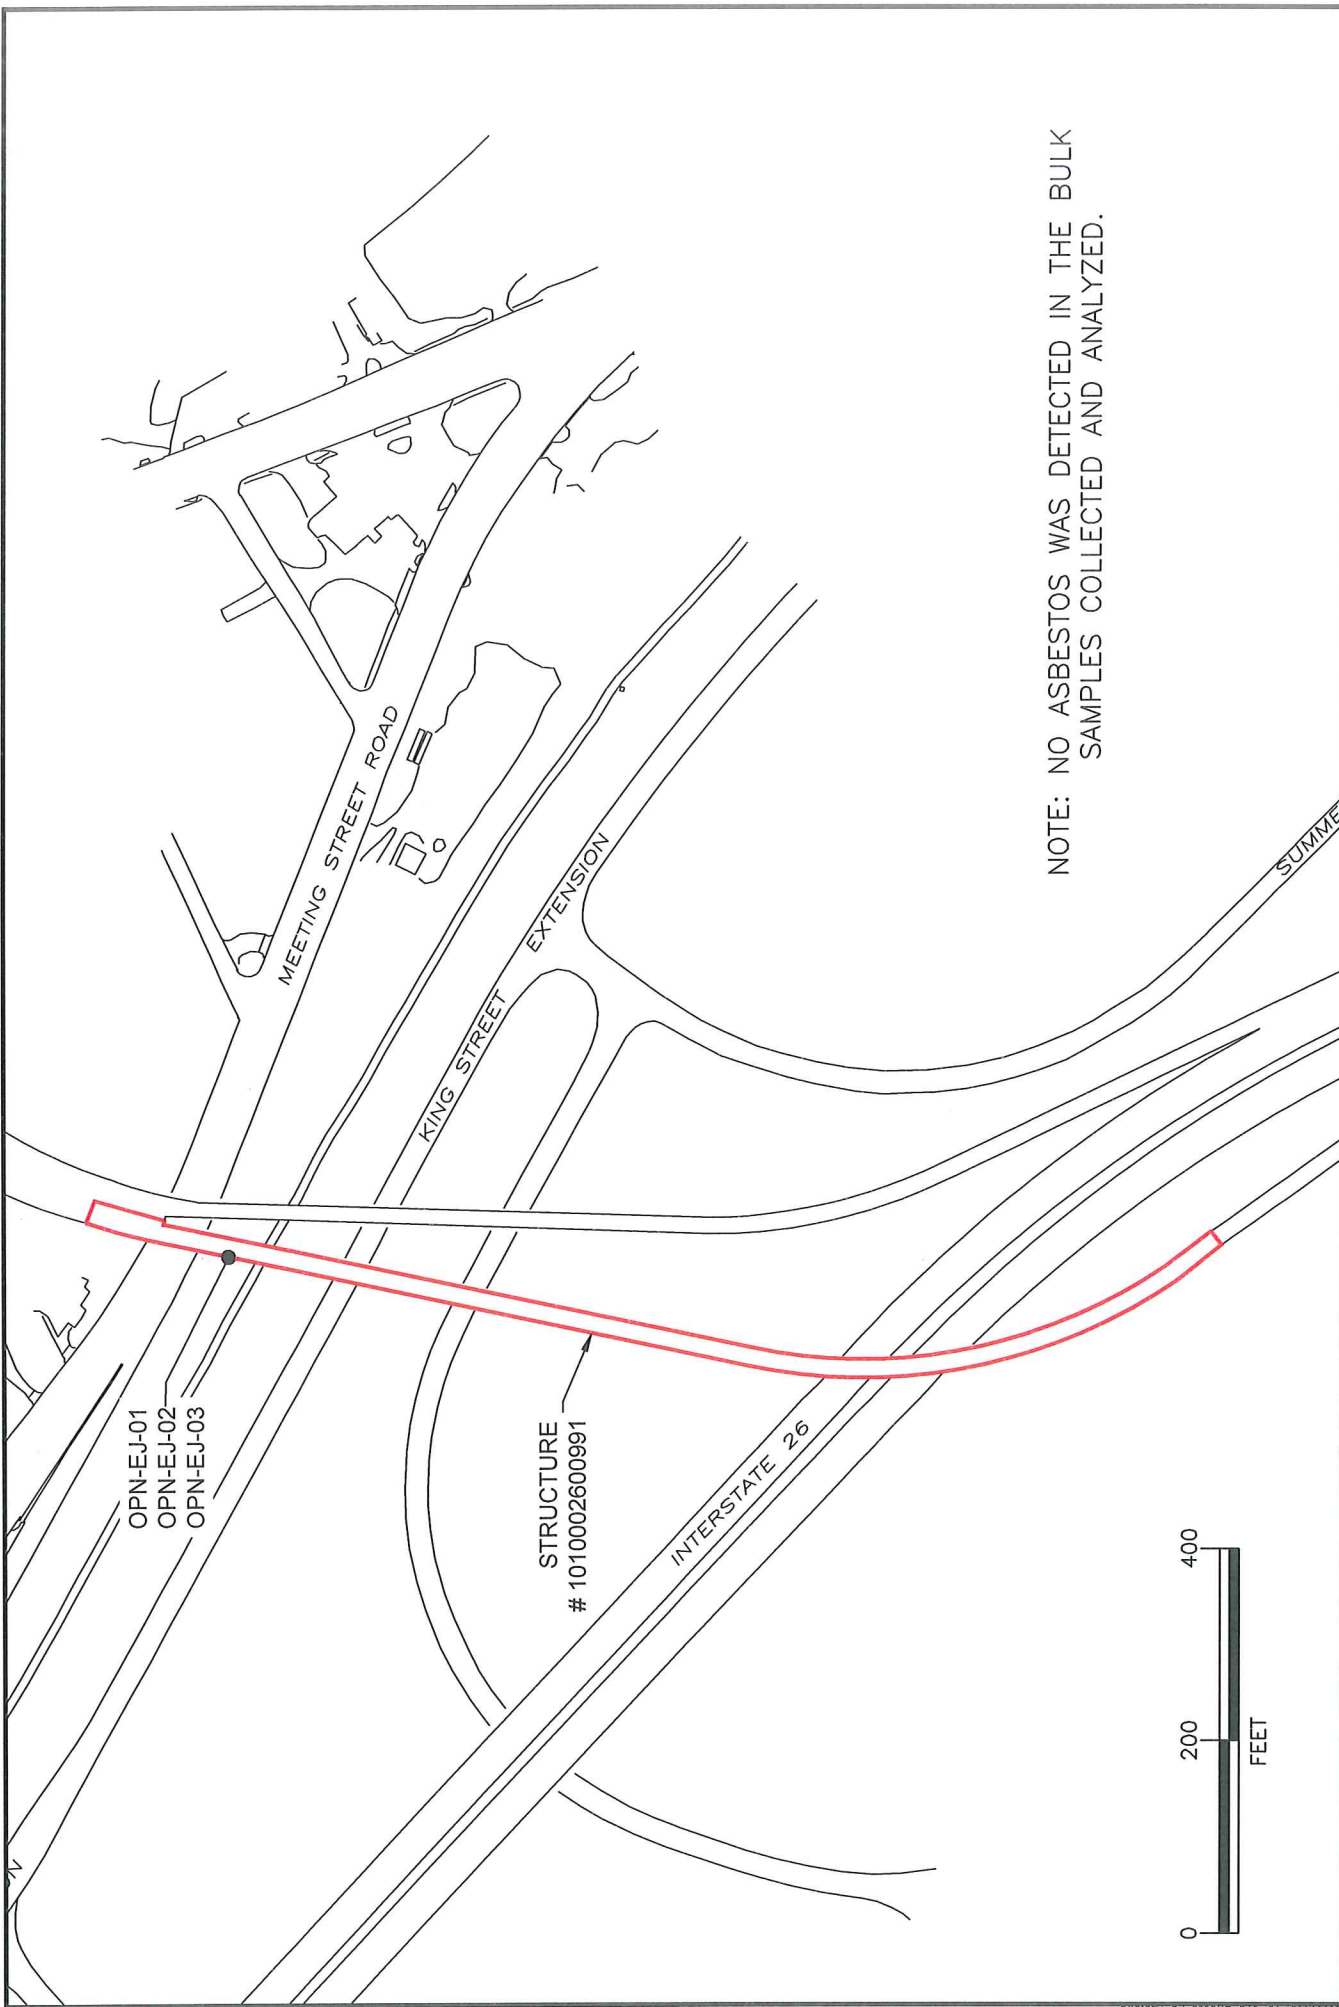 OPN-EJ-01
OPN-EJ-02
OPN-EJ-03
MEETING STREET ROAD
KING STREET EXTENSION
STRUCTURE
# 1010002600991
INTERSTATE 26
NOTE: NO ASBESTOS WAS DETECTED IN THE BULK
SAMPLES COLLECTED AND ANALYZED.
SUMME
0 200 400
FEET